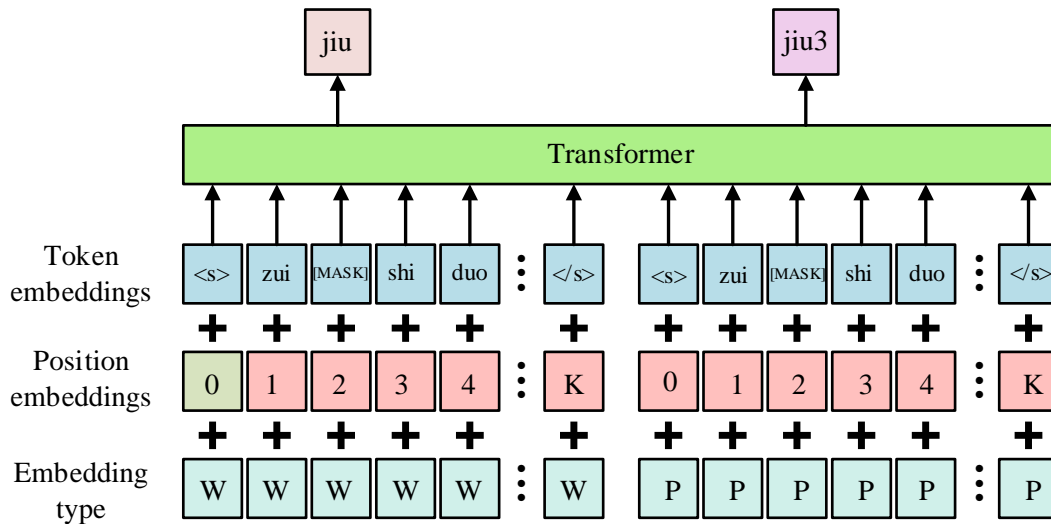 jiu jiu3
Transformer
Token
embeddings
<s> zui [MASK] shi duo ⋮ </s> <s> zui [MASK] shi duo ⋮ </s>
+ + + + + + + + + + + +
Position
embeddings
0 1 2 3 4 ⋮ K 0 1 2 3 4 ⋮ K
+ + + + + + + + + + + +
Embedding
type
W W W W W ⋮ W P P P P P ⋮ P